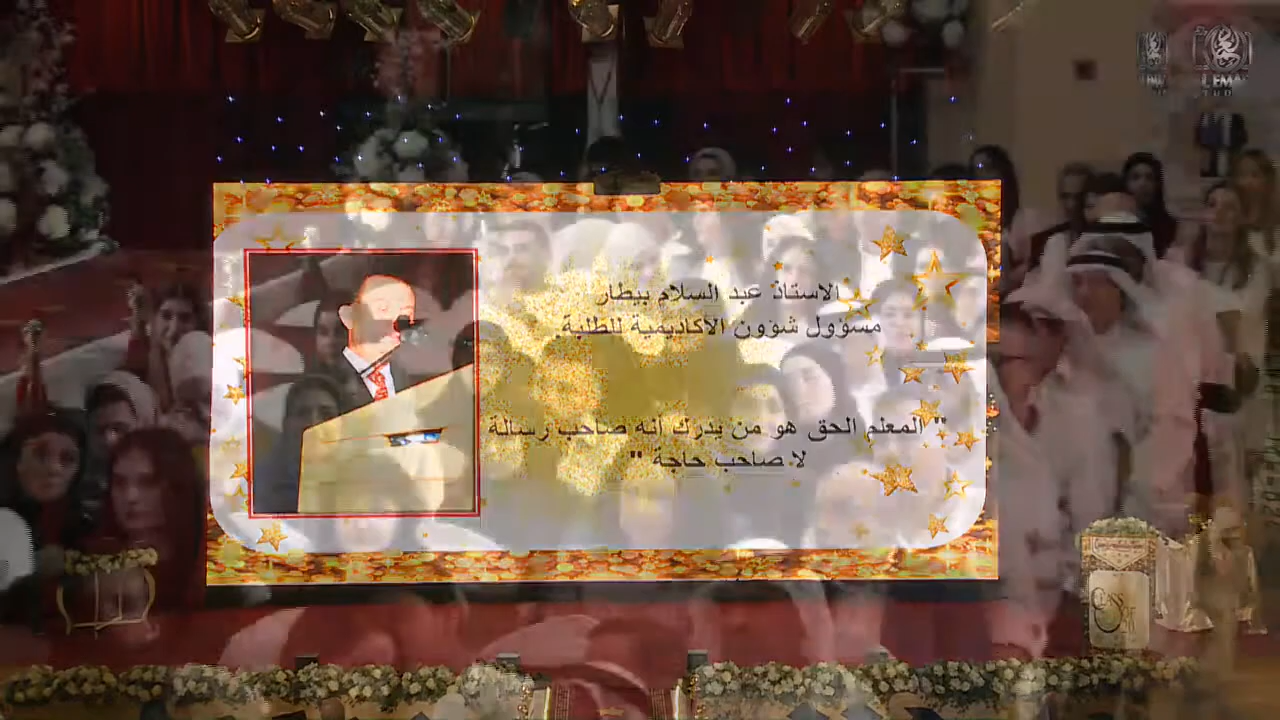 الاستاذ عبد السلام بيطار
مسؤول شؤون الأكاديمية للطلبة
" المعلم الحق هو من يدرك أنه صاحب رسالة
لا صاحب حاجة "